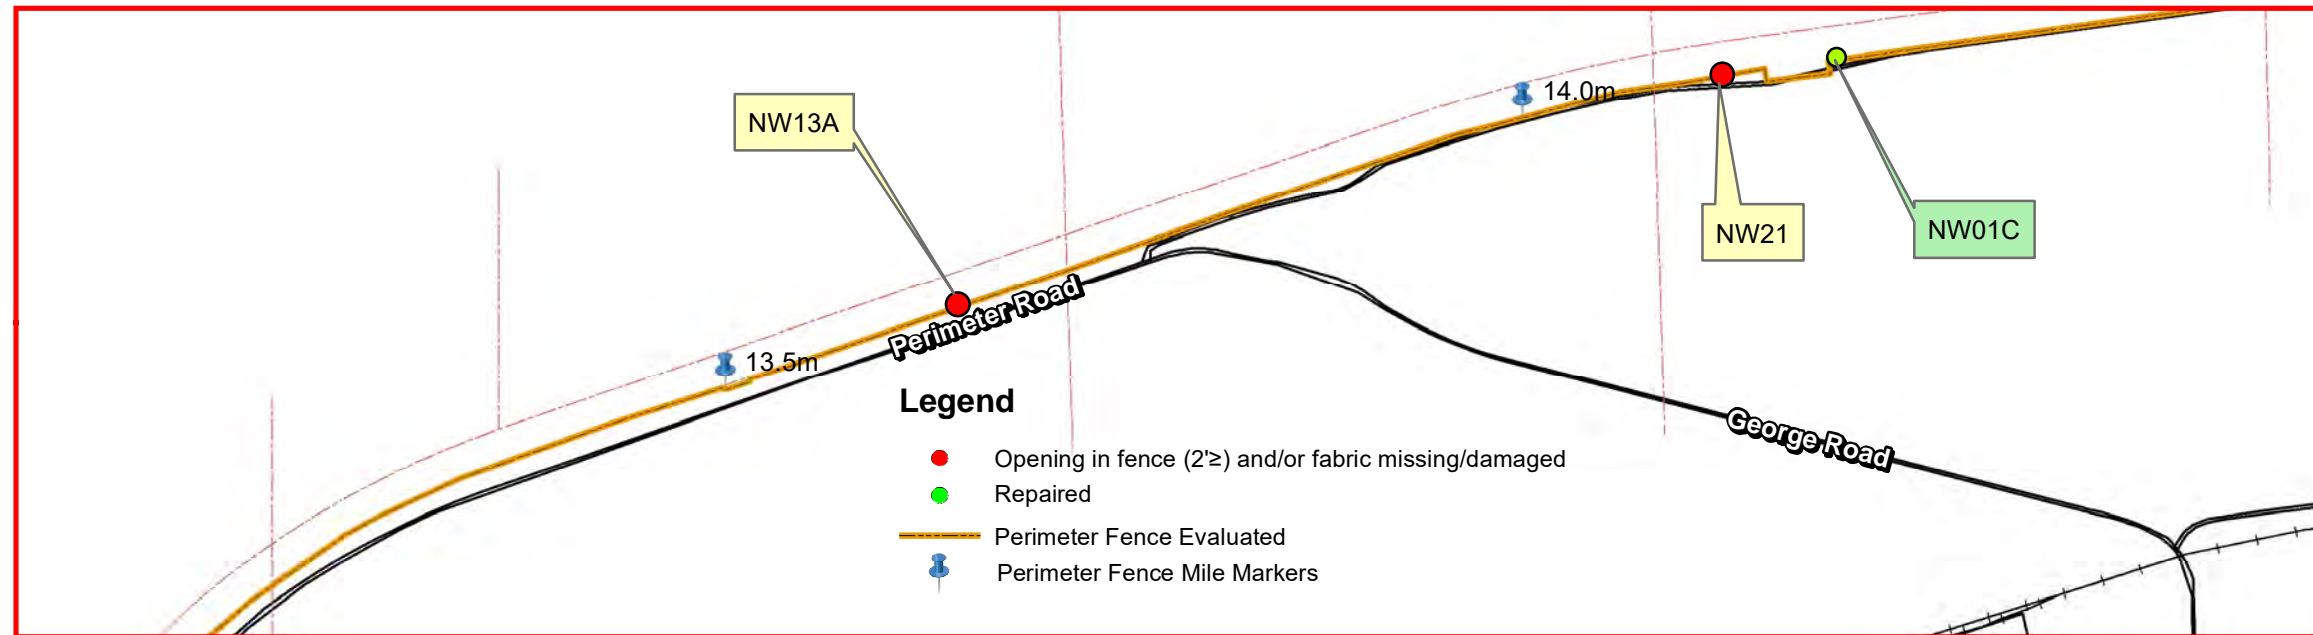 14.0m
NW13A
NW21
NW01C
Perimeter Road
13.5m
Legend
Opening in fence (2'≥) and/or fabric missing/damaged
Repaired
Perimeter Fence Evaluated
Perimeter Fence Mile Markers
George Road